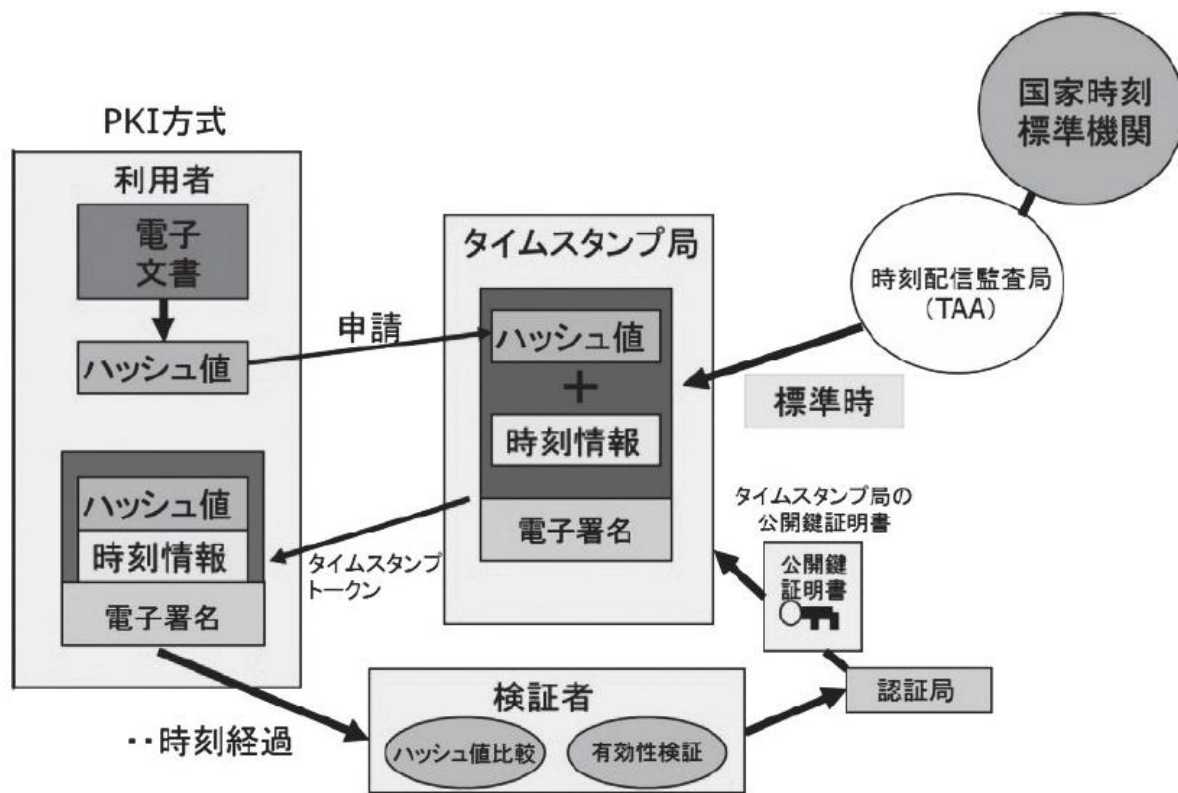 PKI方式
利用者
電子
文書
ハッシュ値
申請
ハッシュ値
時刻情報
電子署名
タイムスタンプ
トークン
タイムスタンプ局
ハッシュ値
+
時刻情報
電子署名
国家時刻
標準機関
時刻配信監査局
(TAA)
標準時
タイムスタンプ局の
公開鍵証明書
公開鍵
証明書
認証局
検証者
ハッシュ値比較
有効性検証
・・時刻経過